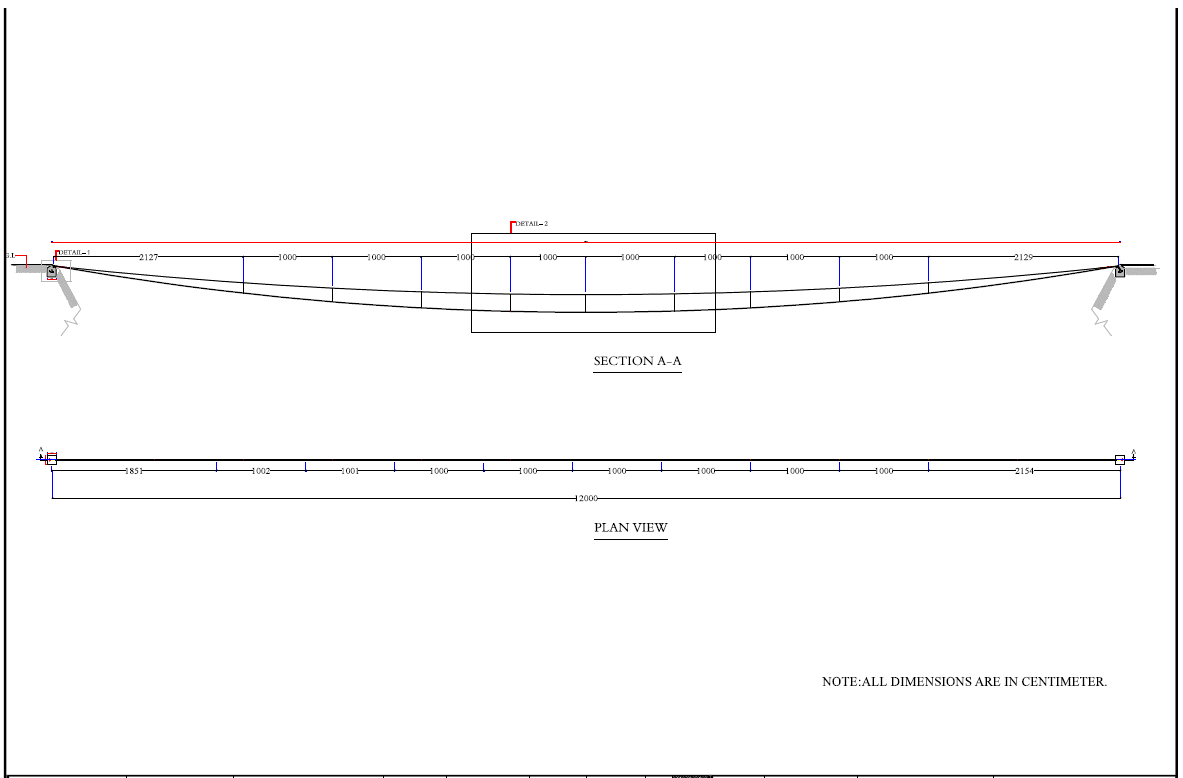 DETAIL-2
DETAIL-1
G.L
2127 1000 1000 1000 1000 1000 1000 1000 1000 2129
SECTION A-A
A A
1851 1002 1001 1000 1000 1000 1000 1000 1000 2154
12000
PLAN VIEW
NOTE:ALL DIMENSIONS ARE IN CENTIMETER.